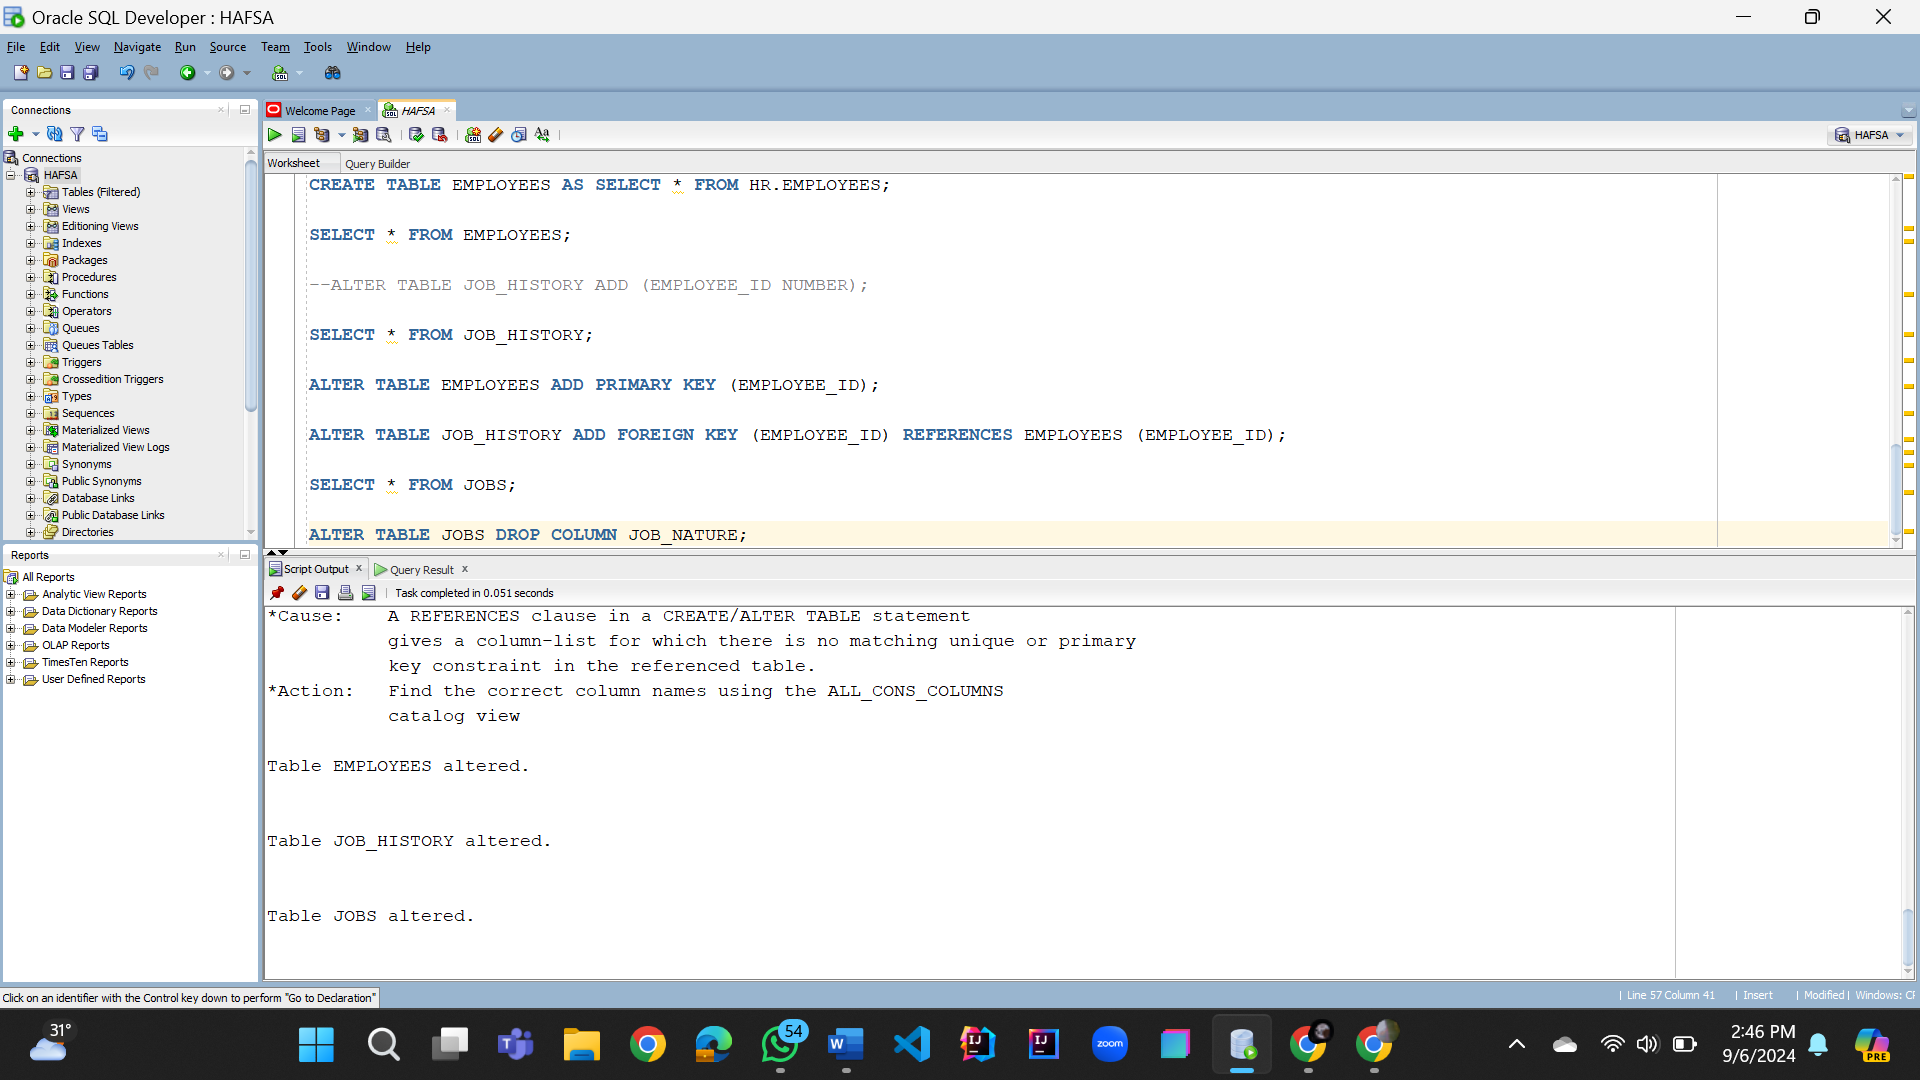 Oracle SQL Developer : HAFSA
File Edit View Navigate Run Source Team Tools Window Help
Connections
Welcome Page
HAFSA
HAFSA
Worksheet
Query Builder
Connections
HAFSA
Tables (Filtered)
Views
Editioning Views
Indexes
Packages
Procedures
Functions
Operators
Queues
Queues Tables
Triggers
Crossedition Triggers
Types
Sequences
Materialized Views
Materialized View Logs
Synonyms
Public Synonyms
Database Links
Public Database Links
Directories
CREATE TABLE EMPLOYEES AS SELECT * FROM HR.EMPLOYEES;
SELECT * FROM EMPLOYEES;
--ALTER TABLE JOB_HISTORY ADD (EMPLOYEE_ID NUMBER);
SELECT * FROM JOB_HISTORY;
ALTER TABLE EMPLOYEES ADD PRIMARY KEY (EMPLOYEE_ID);
ALTER TABLE JOB_HISTORY ADD FOREIGN KEY (EMPLOYEE_ID) REFERENCES EMPLOYEES (EMPLOYEE_ID);
SELECT * FROM JOBS;
ALTER TABLE JOBS DROP COLUMN JOB_NATURE;
Reports
All Reports
Analytic View Reports
Data Dictionary Reports
Data Modeler Reports
OLAP Reports
TimesTen Reports
User Defined Reports
Script Output x
Query Result x
Task completed in 0.051 seconds
*Cause: A REFERENCES clause in a CREATE/ALTER TABLE statement
gives a column-list for which there is no matching unique or primary
key constraint in the referenced table.
*Action: Find the correct column names using the ALL_CONS_COLUMNS
catalog view
Table EMPLOYEES altered.
Table JOB_HISTORY altered.
Table JOBS altered.
Click on an identifier with the Control key down to perform "Go to Declaration"
| Line 57 Column 41 | Insert | Modified | Windows: CF
31°
54
W
IJ
IJ
zoom
2:46 PM
9/6/2024
PRE